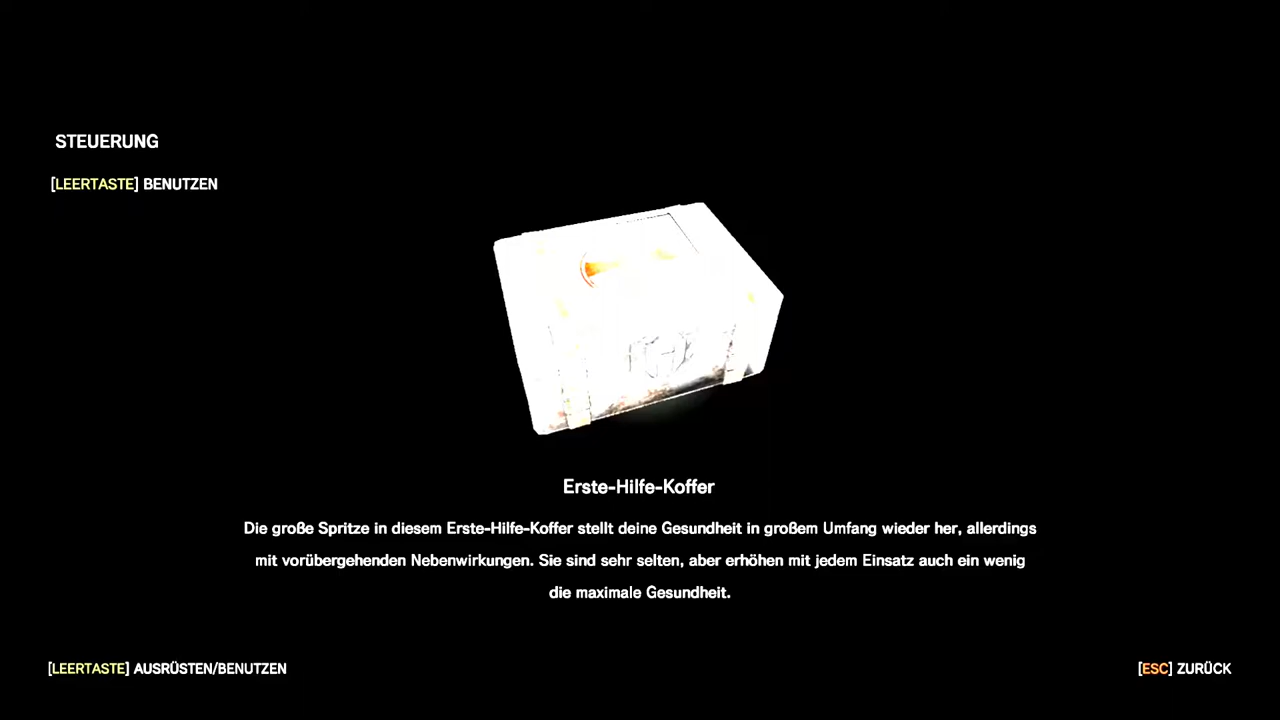 STEUERUNG
[LEERTASTE] BENUTZEN
Erste-Hilfe-Koffer
Die große Spritze in diesem Erste-Hilfe-Koffer stellt deine Gesundheit in großem Umfang wieder her, allerdings
mit vorübergehenden Nebenwirkungen. Sie sind sehr selten, aber erhöhen mit jedem Einsatz auch ein wenig
die maximale Gesundheit.
[LEERTASTE] AUSRÜSTEN/BENUTZEN
[ESC] ZURÜCK